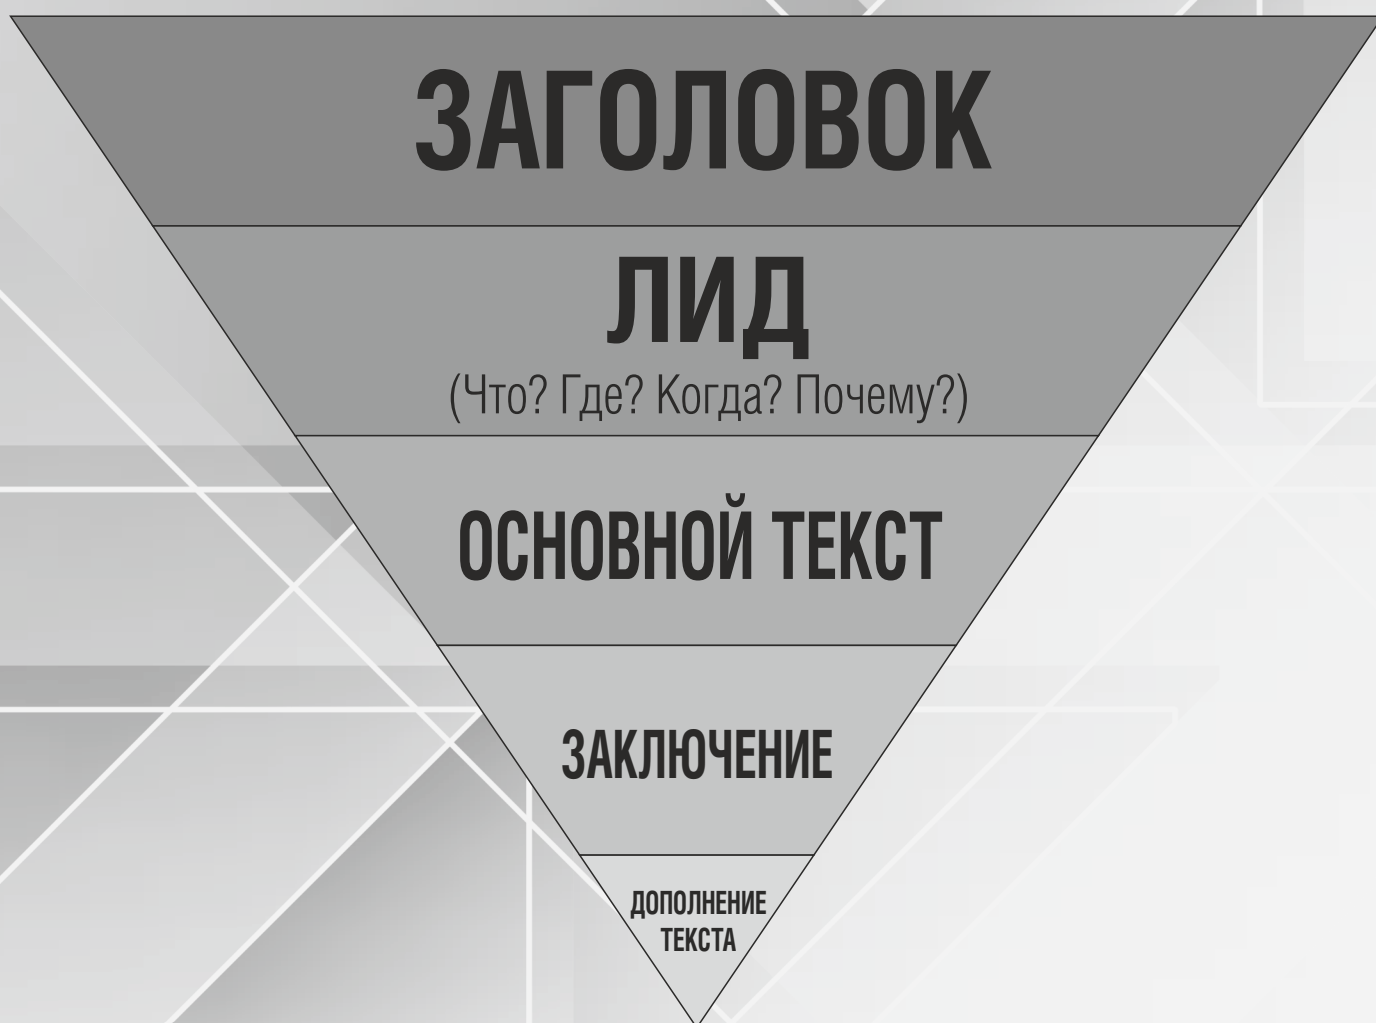 ЗАГОЛОВОК
ЛИД
(Что? Где? Когда? Почему?)
ОСНОВНОЙ ТЕКСТ
ЗАКЛЮЧЕНИЕ
ДОПОЛНЕНИЕ
ТЕКСТА